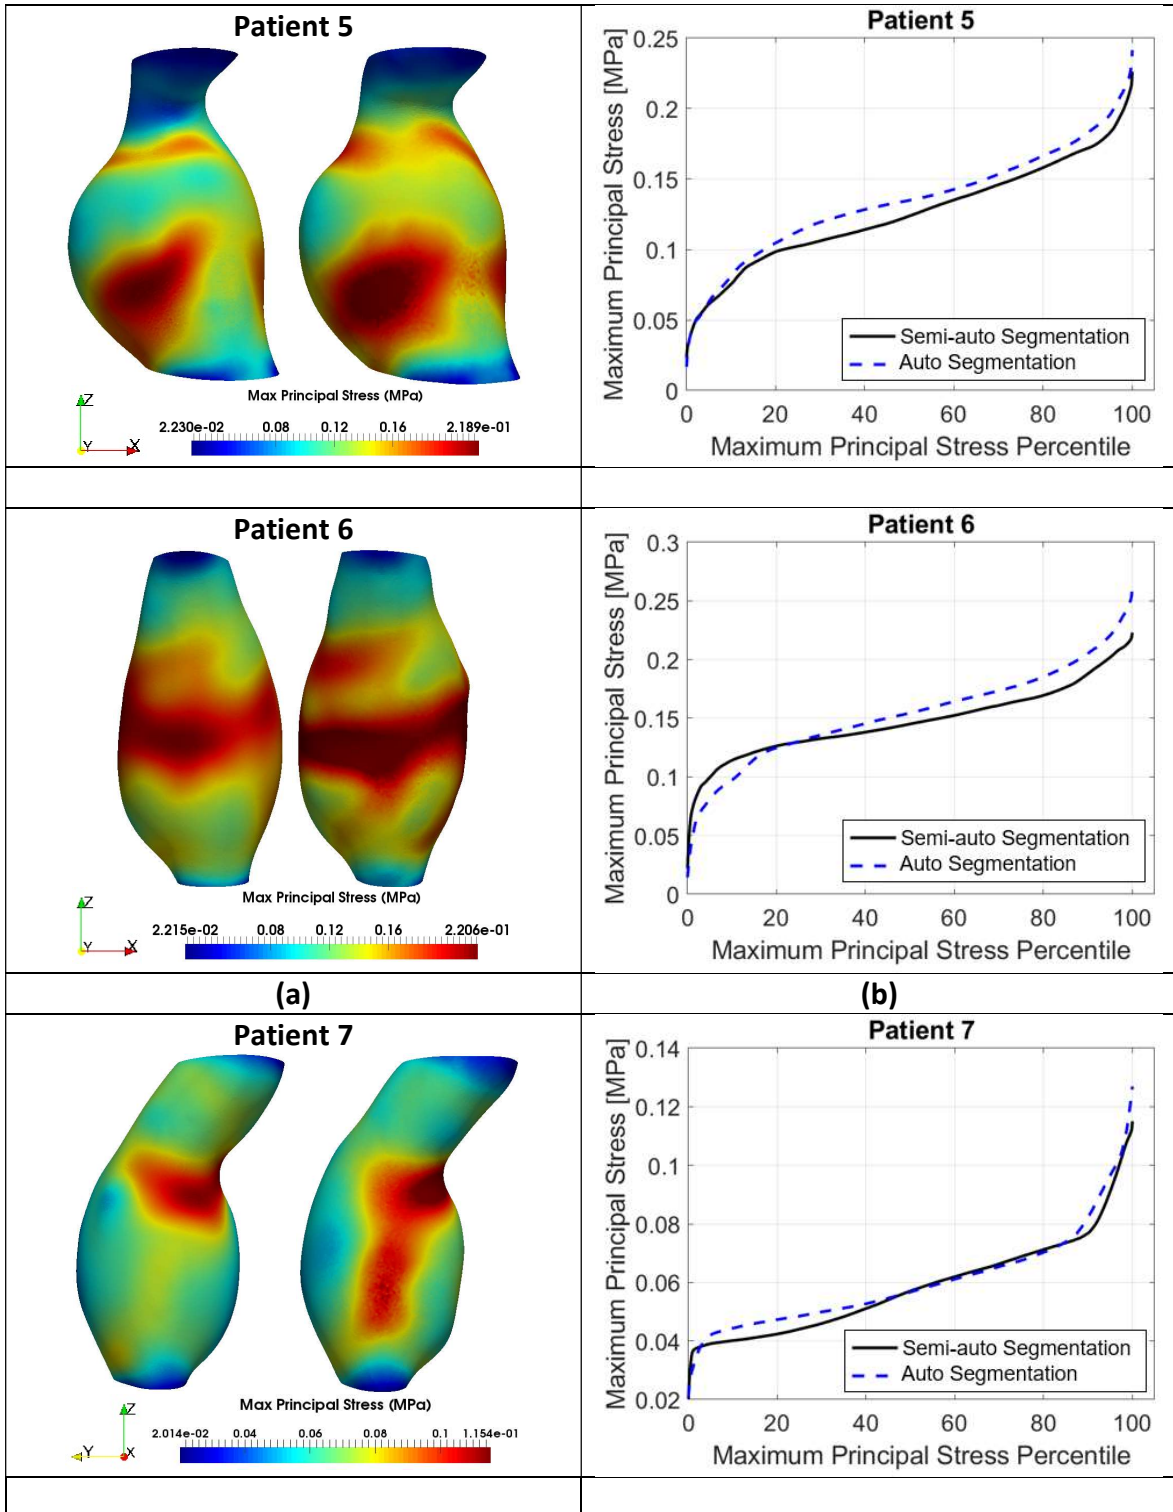 Patient 5
Z
Y
X
Max Principal Stress (MPa)
2.230e-02 0.08 0.12 0.16 2.189e-01
Patient 5
Maximum Principal Stress [MPa]
0.25
0.2
0.15
0.1
0.05
0
Semi-auto Segmentation
Auto Segmentation
0 20 40 60 80 100
Maximum Principal Stress Percentile
Patient 6
Max Principal Stress (MPa)
Z
Y
X
2.215e-02 0.08 0.12 0.16 2.206e-01
Patient 6
Maximum Principal Stress [MPa]
0.3
0.25
0.2
0.15
0.1
0.05
0
Semi-auto Segmentation
Auto Segmentation
0 20 40 60 80 100
Maximum Principal Stress Percentile
(a)
(b)
Patient 7
Max Principal Stress (MPa)
Z
Y
X
2.014e-02 0.04 0.06 0.08 0.1 1.154e-01
Patient 7
Maximum Principal Stress [MPa]
0.14
0.12
0.1
0.08
0.06
0.04
0.02
Semi-auto Segmentation
Auto Segmentation
0 20 40 60 80 100
Maximum Principal Stress Percentile